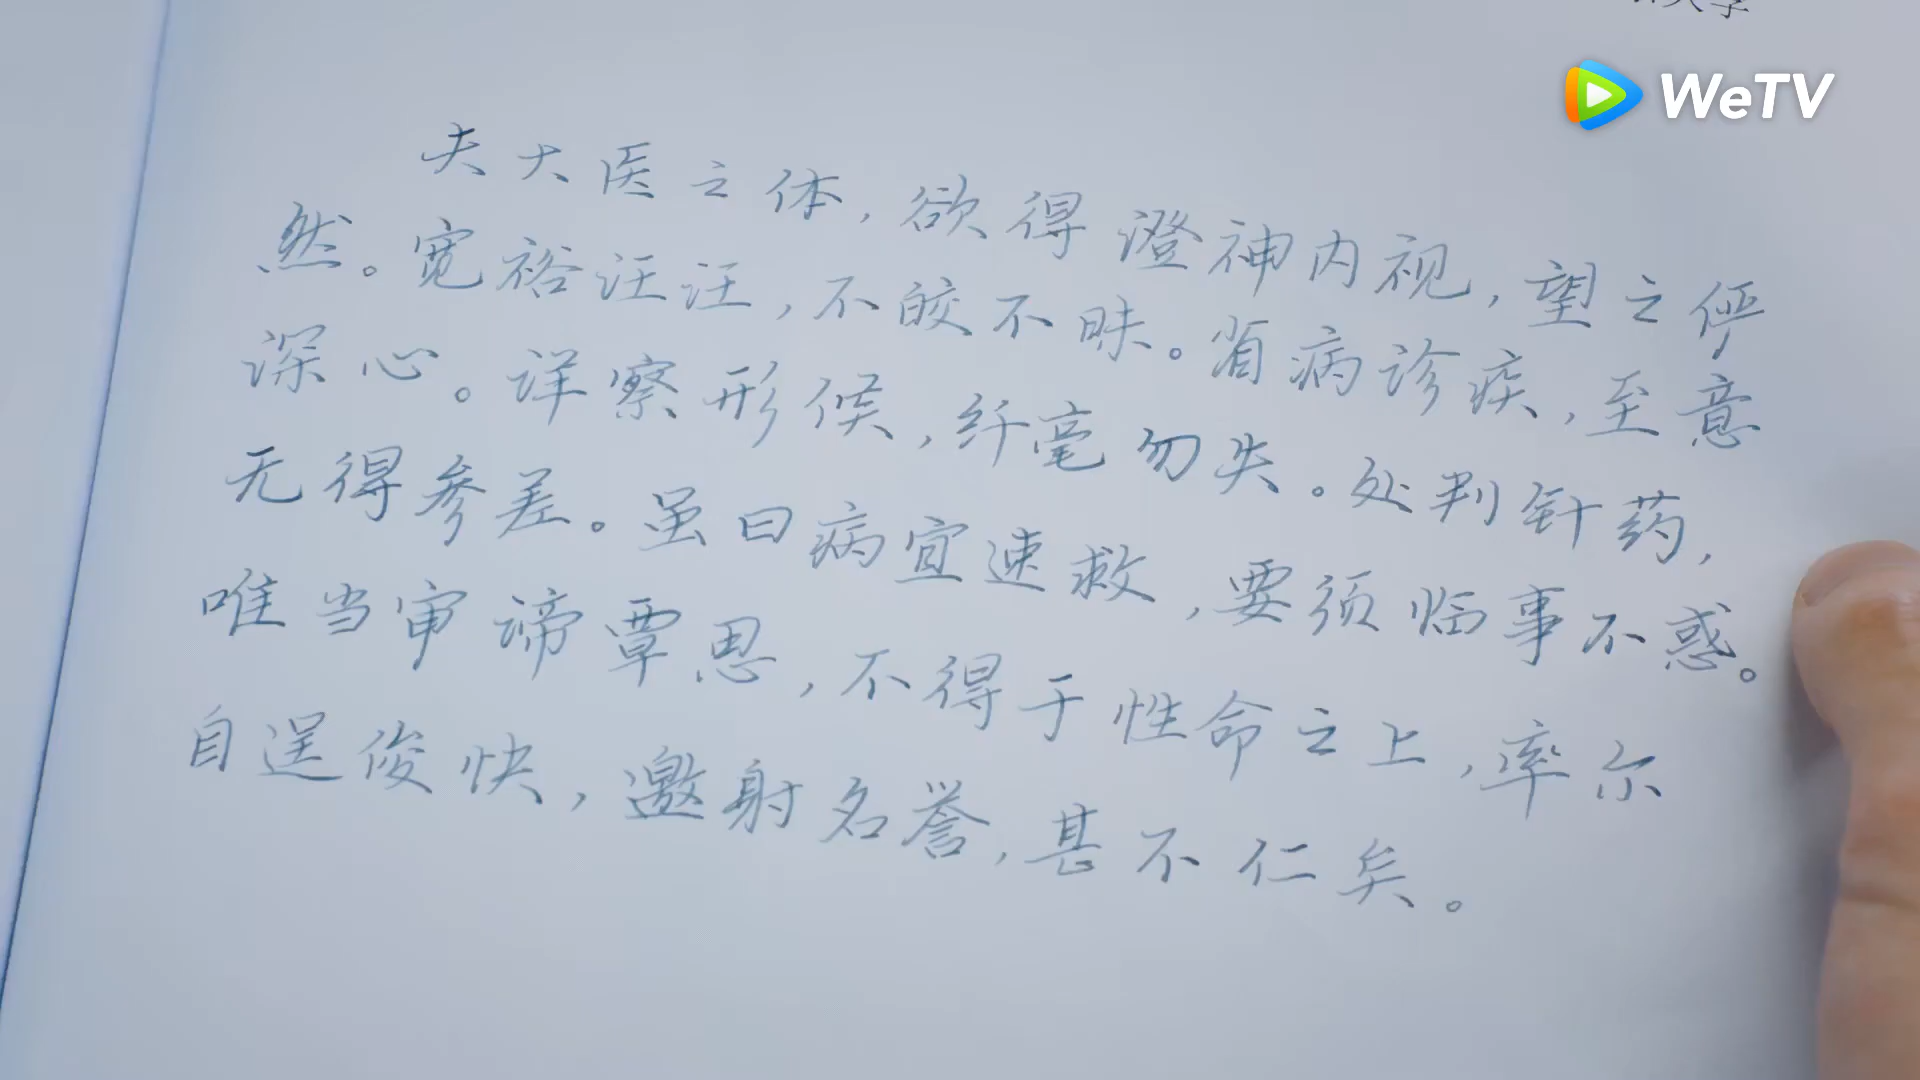 WeTV
夫大医之体，欲得澄神内视，望之俨
然。宽裕汪汪，不皎不昧。省病诊疾，至意
深心。详察形候，纤毫勿失。处判针药，
无得参差。虽曰病宜速救，要须临事不惑。
唯当审谛覃思，不得于性命之上，率尔
自逞俊快，邀射名誉，甚不仁矣。